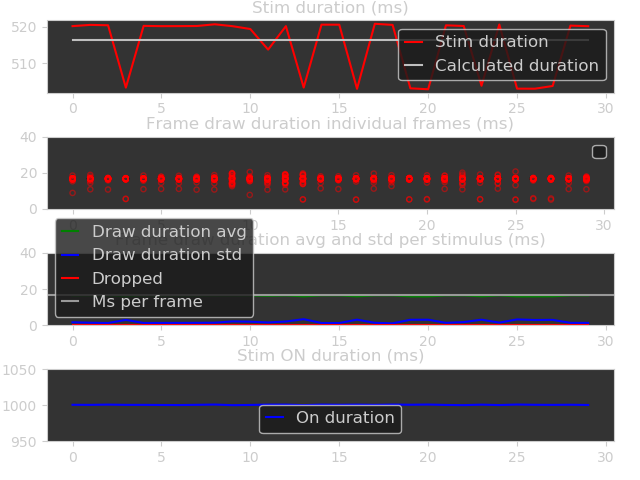 Stim duration (ms)
520
510
Stim duration
Calculated duration
0 5 10 15 20 25 30
Frame draw duration individual frames (ms)
40
20
0
0 5 10 15 20 25 30
Draw duration avg
Frame draw duration avg and std per stimulus (ms)
40
Draw duration std
Dropped
20
Ms per frame
0
0 5 10 15 20 25 30
Stim ON duration (ms)
1050
1000
On duration
950
0 5 10 15 20 25 30